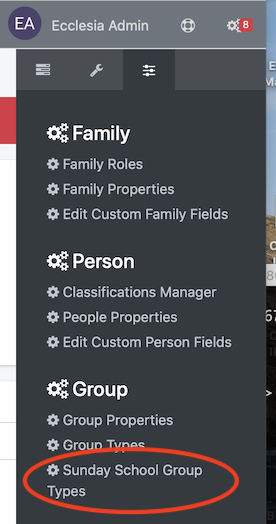 EA Ecclesia Admin 8
Family
Family Roles
Family Properties
Edit Custom Family Fields
Person
Classifications Manager
People Properties
Edit Custom Person Fields
Group
Group Properties
Group Types
Sunday School Group
Types